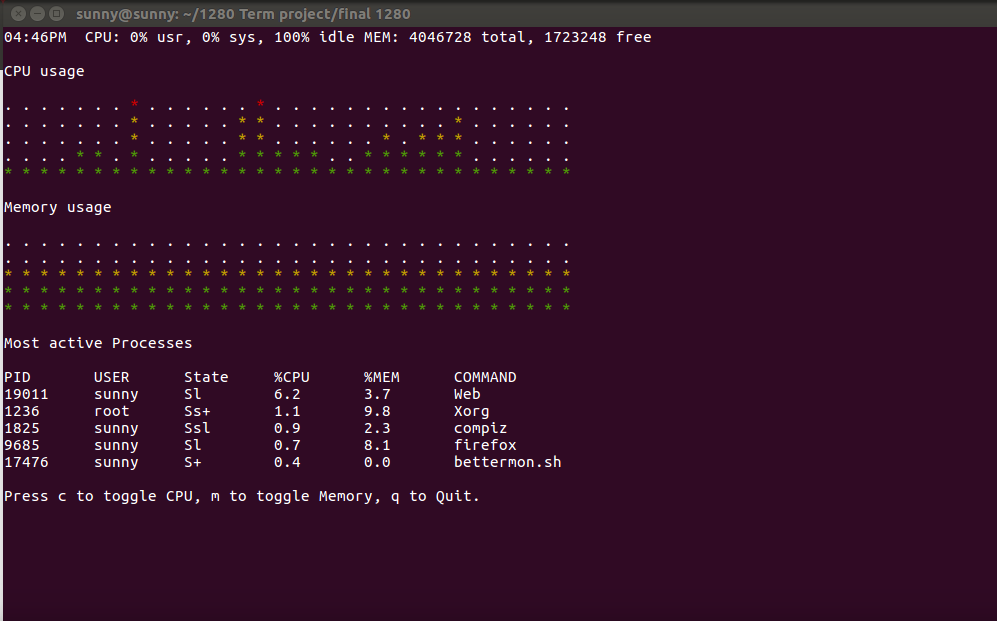 sunny@sunny: ~/1280 Term project/final 1280
04:46PM  CPU: 0% usr, 0% sys, 100% idle MEM: 4046728 total, 1723248 free
CPU usage
. . . . . . . * . . . . . . * . . . . . . . . . . . . . . . . .
. . . . . . . * . . . . . * * . . . . . . . . . . * . . . . . .
. . . . . . . * . . . . . * * . . . . . . * . * * * . . . . . .
. . . . * * . * . . . . . * * * * * . . * * * * * * . . . . . .
* * * * * * * * * * * * * * * * * * * * * * * * * * * * * * * *
Memory usage
. . . . . . . . . . . . . . . . . . . . . . . . . . . . . . . .
. . . . . . . . . . . . . . . . . . . . . . . . . . . . . . . .
* * * * * * * * * * * * * * * * * * * * * * * * * * * * * * * *
* * * * * * * * * * * * * * * * * * * * * * * * * * * * * * * *
* * * * * * * * * * * * * * * * * * * * * * * * * * * * * * * *
Most active Processes
PID       USER      State     %CPU      %MEM      COMMAND
19011     sunny     Sl        6.2       3.7       Web
1236      root      Ss+       1.1       9.8       Xorg
1825      sunny     Ssl       0.9       2.3       compiz
9685      sunny     Sl        0.7       8.1       firefox
17476     sunny     S+        0.4       0.0       bettermon.sh
Press c to toggle CPU, m to toggle Memory, q to Quit.